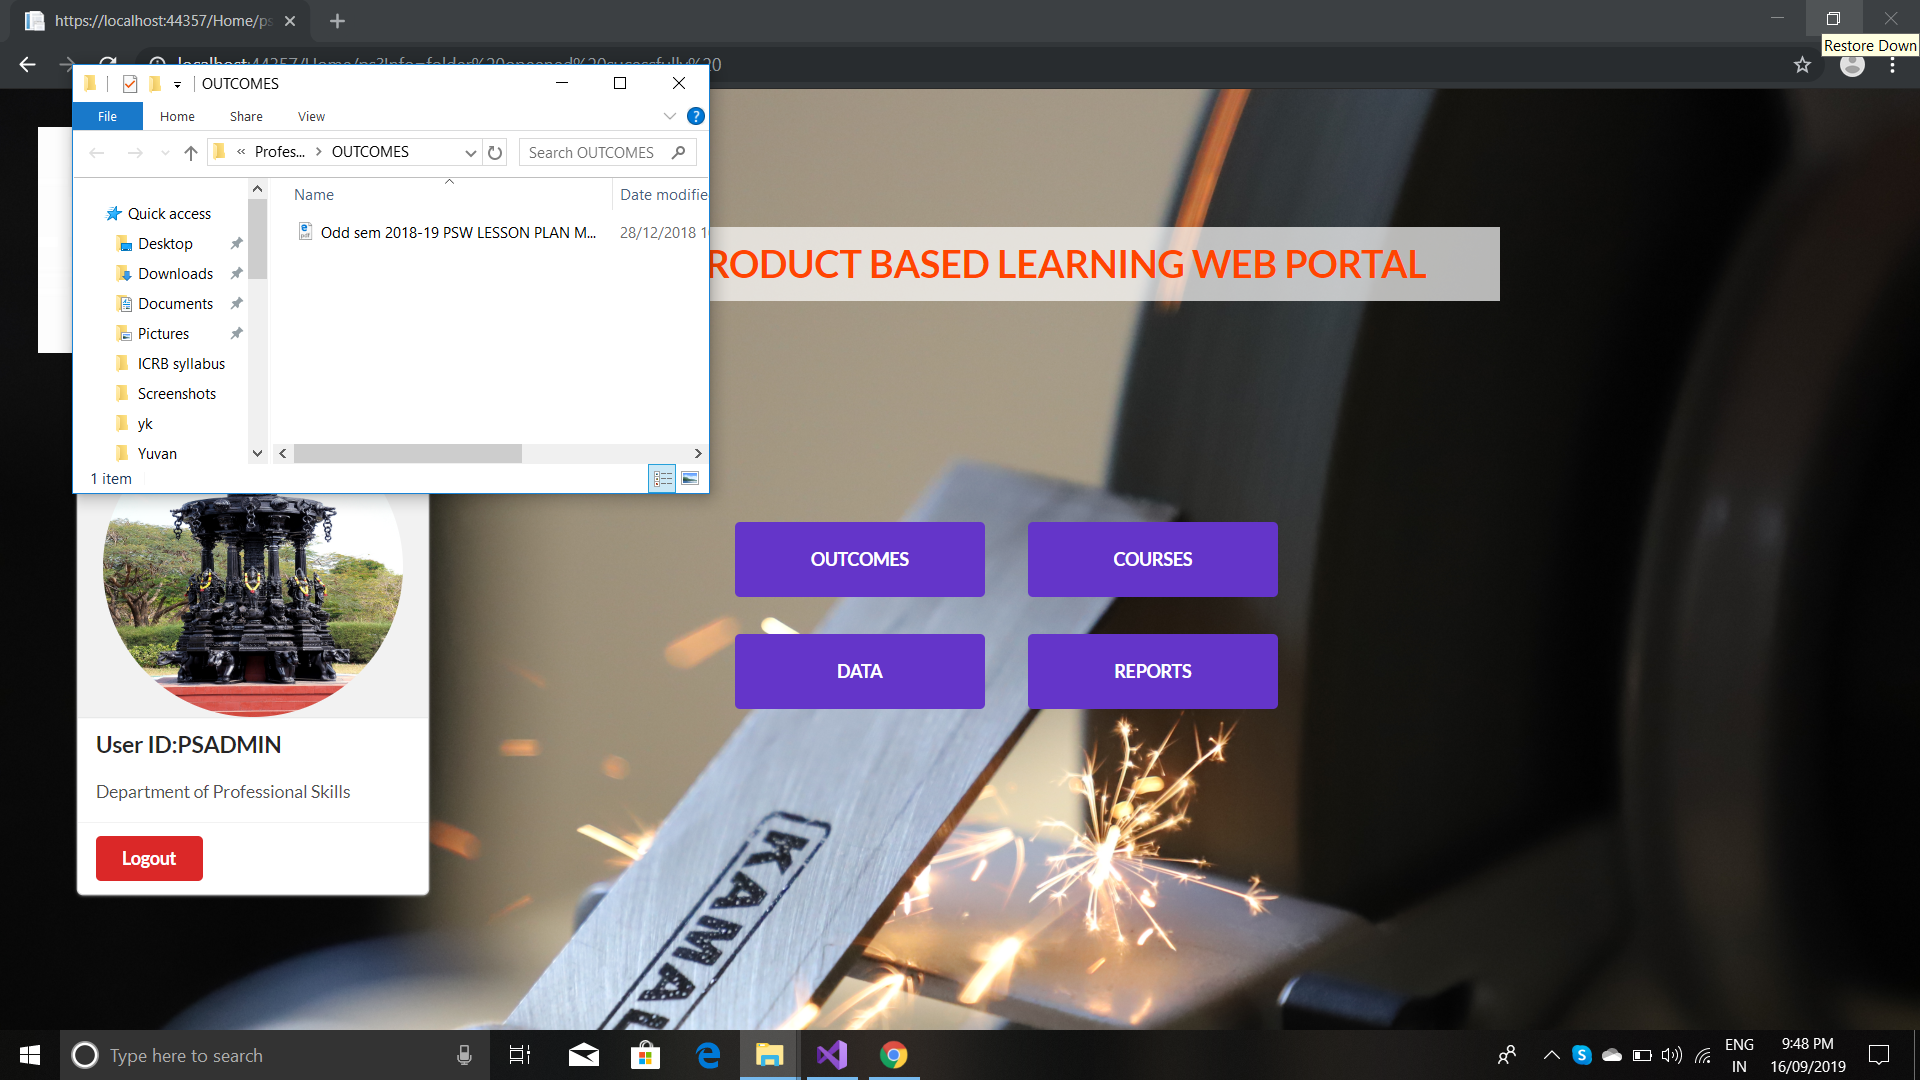 https://localhost:44357/Home/ps
Restore Down
localhost:44357/Home/ps?Info=folder%20openend%20sucessfully%20
OUTCOMES
File
Home
Share
View
?
« Profes... > OUTCOMES
Search OUTCOMES
Name
Date modifie
Quick access
Desktop
Downloads
Documents
Pictures
ICRB syllabus
Screenshots
yk
Yuvan
Odd sem 2018-19 PSW LESSON PLAN M...
28/12/2018 1
1 item
RODUCT BASED LEARNING WEB PORTAL
OUTCOMES
COURSES
DATA
REPORTS
User ID:PSADMIN
Department of Professional Skills
Logout
KAMAL
Type here to search
ENG
IN
9:48 PM
16/09/2019